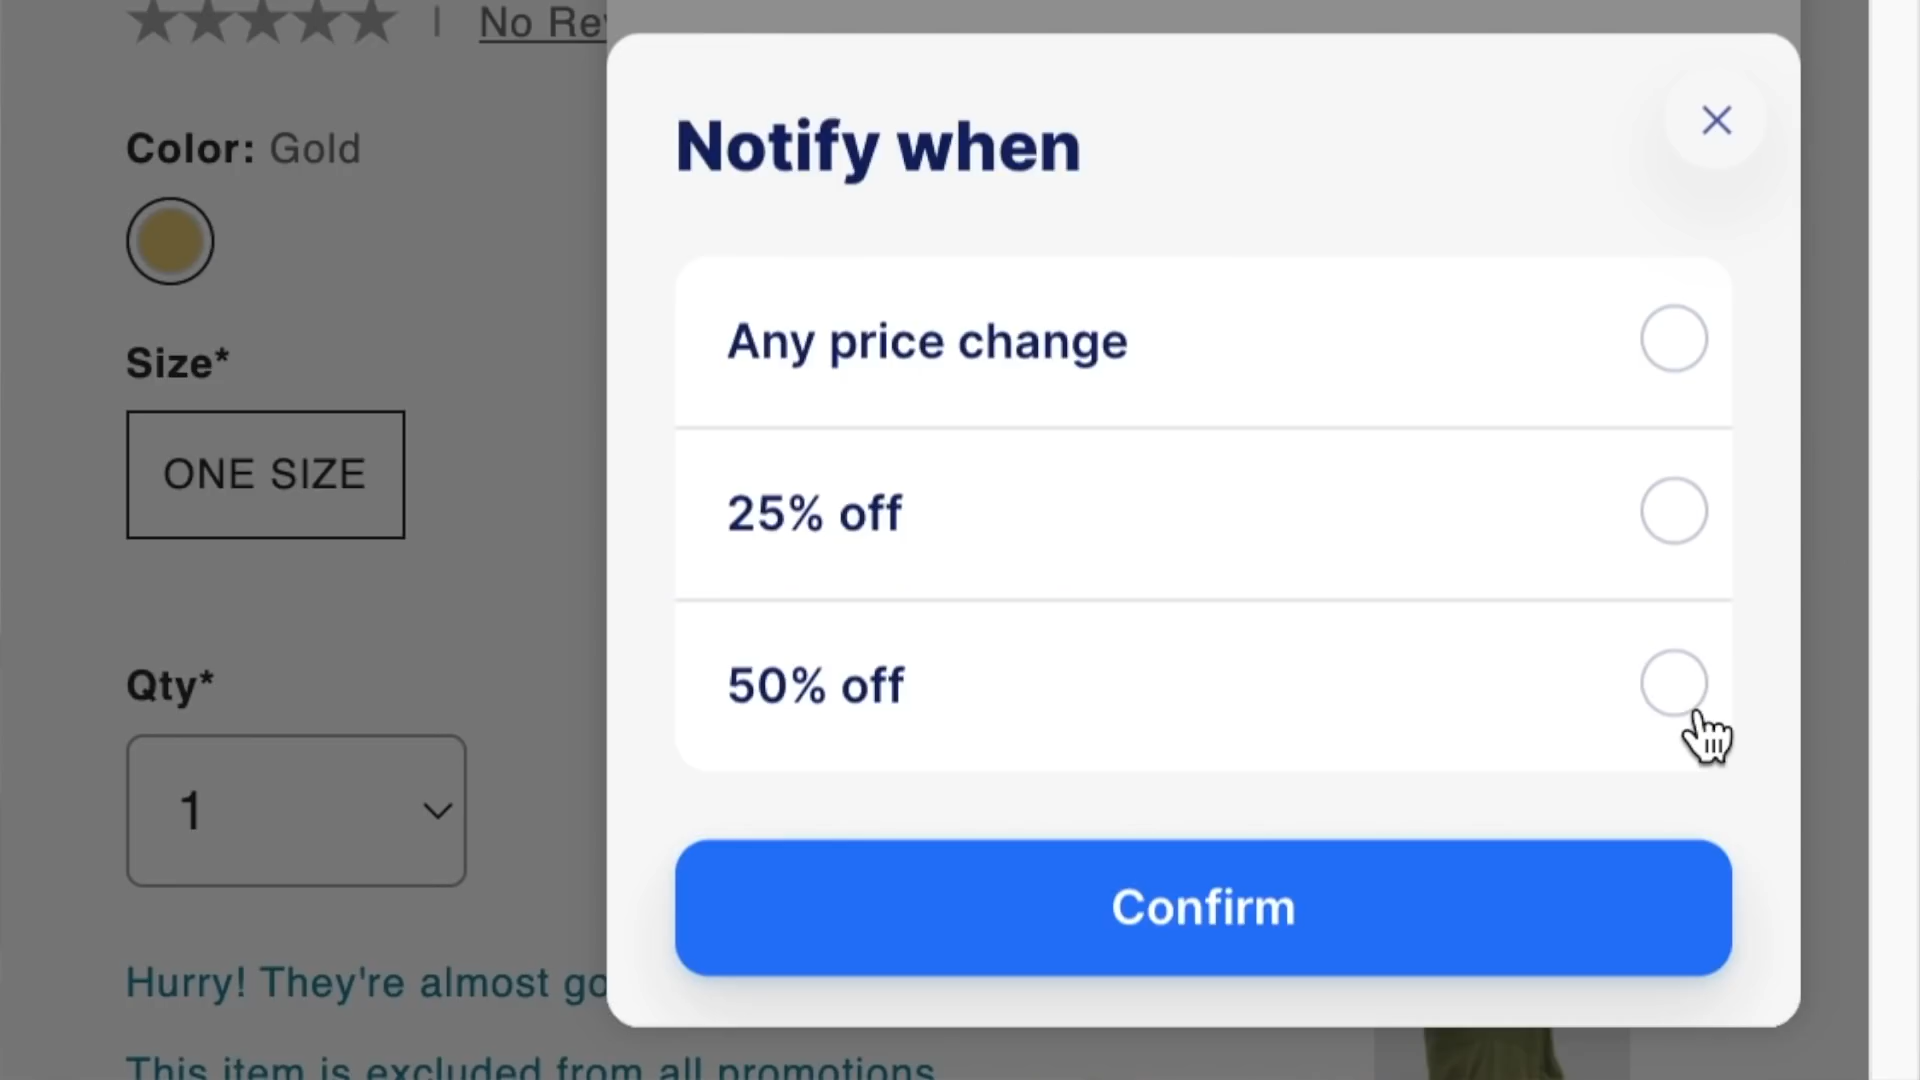 No Re
Color: Gold
Size*
ONE SIZE
Qty*
1
Hurry! They're almost go
This item is excluded from all promotions
Notify when
Any price change
25% off
50% off
Confirm